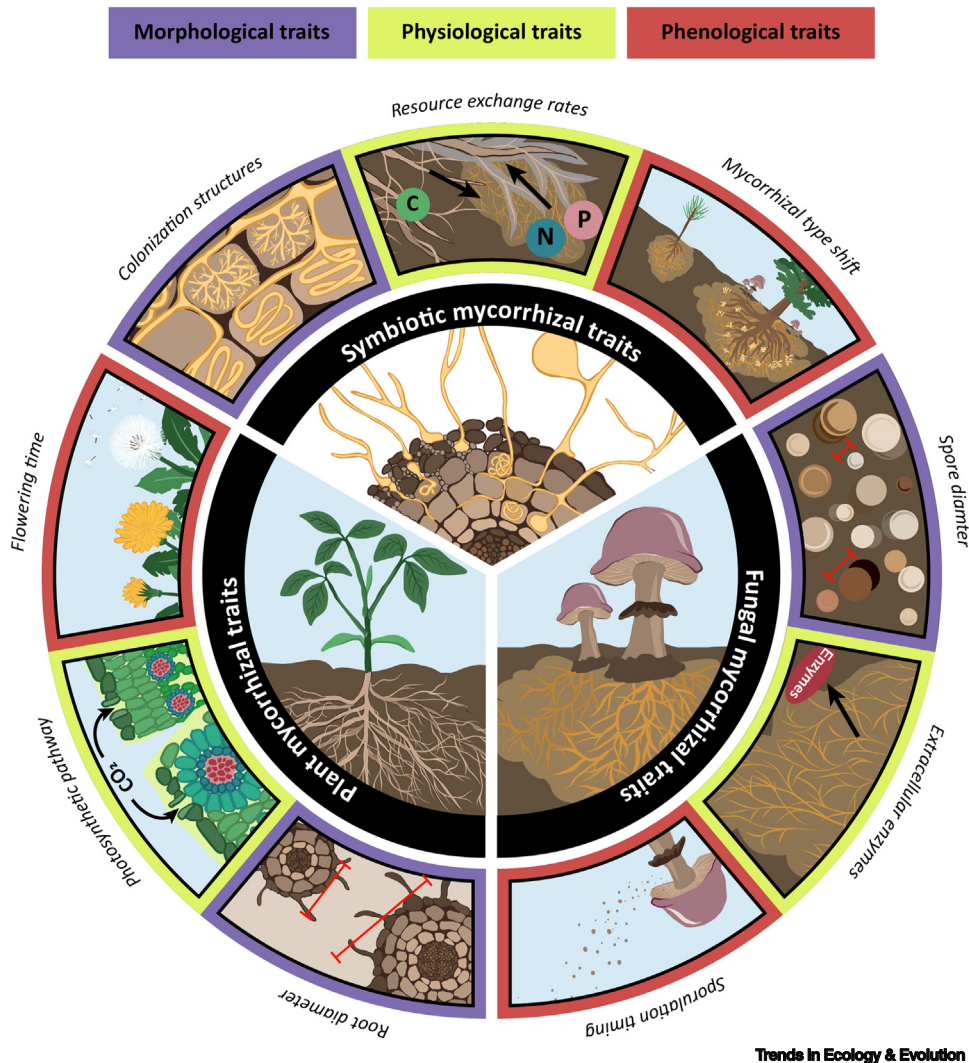 Morphological traits
Physiological traits
Phenological traits
Resource exchange rates
Colonization structures
Mycorrhizal type shift
C
N
P
Symbiotic mycorrhizal traits
Flowering time
Spore diamter
Plant mycorrhizal traits
Fungal mycorrhizal traits
Enzymes
CO₂
Photosynthetic pathway
Extracellular enzymes
Root diameter
Sporulation timing
Trends in Ecology & Evolution